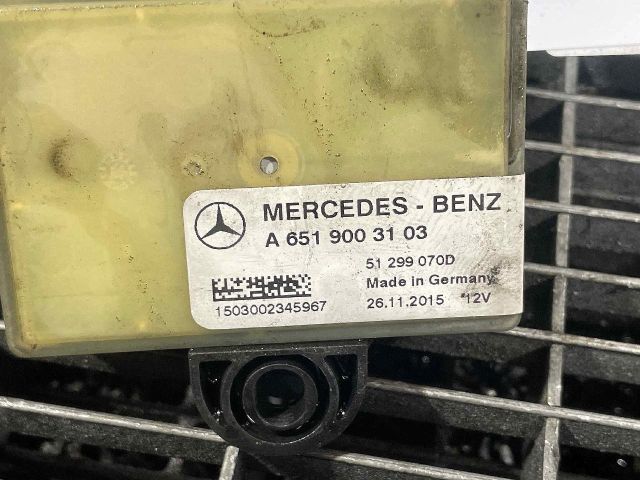 MERCEDES - BENZ
A 651 900 31 03
51 299 070D
Made in Germany
1503002345967
26.11.2015 12V